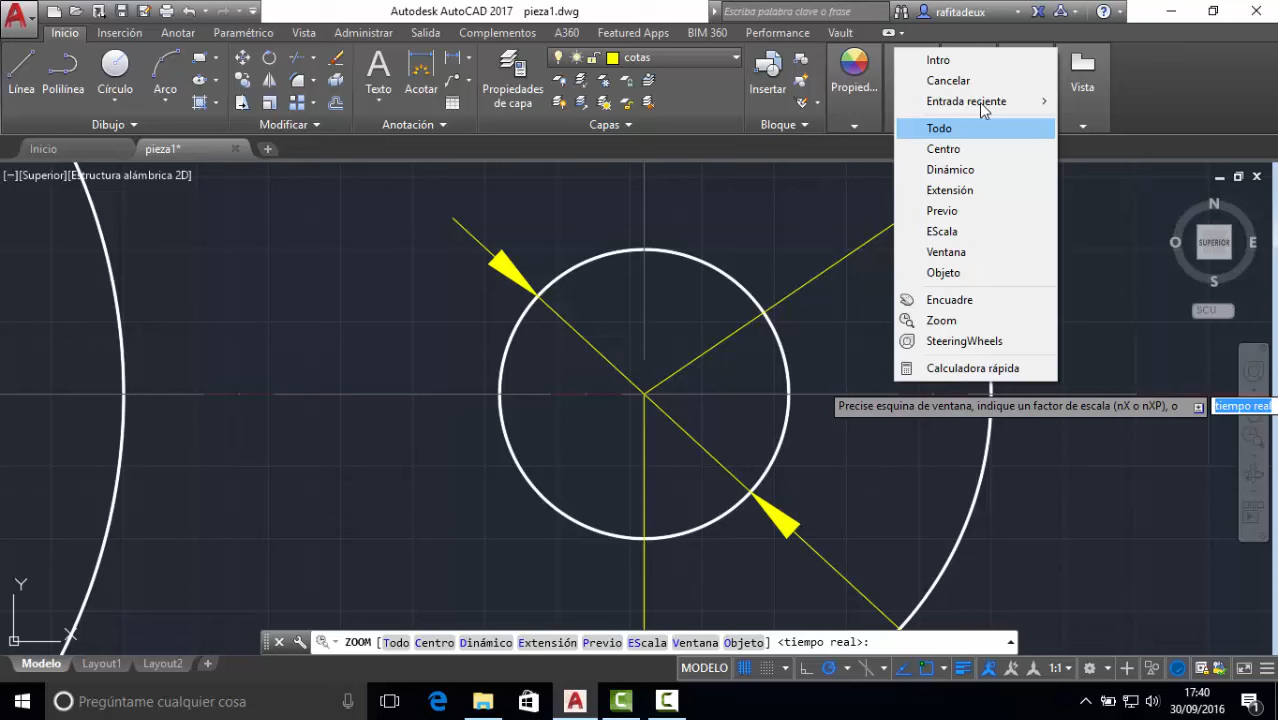 Autodesk AutoCAD 2017 pieza1.dwg
Escriba palabra clave o frase
rafitadeux
Inicio Inserción Anotar Paramétrico Vista Administrar Salida Complementos A360 Featured Apps BIM 360 Performance Vault
cotas
Línea Polilínea Círculo Arco
Texto Acotar
Propiedades
de capa
Insertar
Propied...
Vista
Dibujo Modificar Anotación Capas Bloque
Inicio pieza1*
[−][Superior][Estructura alámbrica 2D]
Intro
Cancelar
Entrada reciente
Todo
Centro
Dinámico
Extensión
Previo
EScala
Ventana
Objeto
Encuadre
Zoom
SteeringWheels
Calculadora rápida
N
O SUPERIOR E
S
SCU
Precise esquina de ventana, indique un factor de escala (nX o nXP), o tiempo real
Y
X
ZOOM [Todo Centro Dinámico Extensión Previo EScala Ventana Objeto] <tiempo real>:
Modelo Layout1 Layout2
MODELO 1:1
Pregúntame cualquier cosa
17:40
30/09/2016